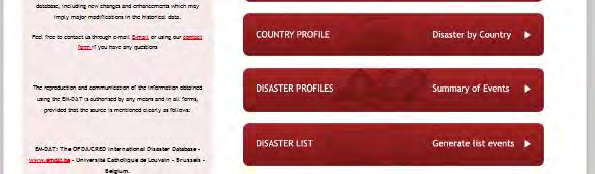 database, including new changes and enhancements which may
imply major modifications in the historical data.
Feel free to contact us through e-mail E-mail or using our contact
form if you have any questions
The reproduction and communication of the information obtained
using the EM-DAT is authorised by any means and in all forms,
provided that the source is mentioned clearly as follows:
EM-DAT: The OFDA/CRED International Disaster Database -
www.emdat.be - Université Catholique de Louvain - Brussels -
Belgium.
COUNTRY PROFILE Disaster by Country
DISASTER PROFILES Summary of Events
DISASTER LIST Generate list events